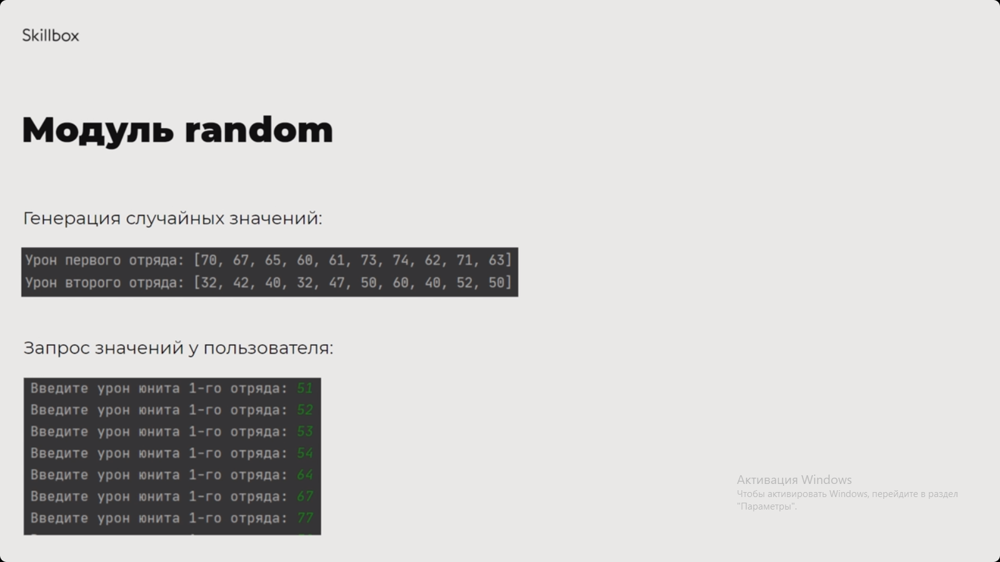 Skillbox
Модуль random
Генерация случайных значений:
Урон первого отряда: [70, 67, 65, 60, 61, 73, 74, 62, 71, 63]
Урон второго отряда: [32, 42, 40, 32, 47, 50, 60, 40, 52, 50]
Запрос значений у пользователя:
Введите урон юнита 1-го отряда: 51
Введите урон юнита 1-го отряда: 52
Введите урон юнита 1-го отряда: 53
Введите урон юнита 1-го отряда: 54
Введите урон юнита 1-го отряда: 64
Введите урон юнита 1-го отряда: 67
Введите урон юнита 1-го отряда: 77
Активация Windows
Чтобы активировать Windows, перейдите в раздел
"Параметры".